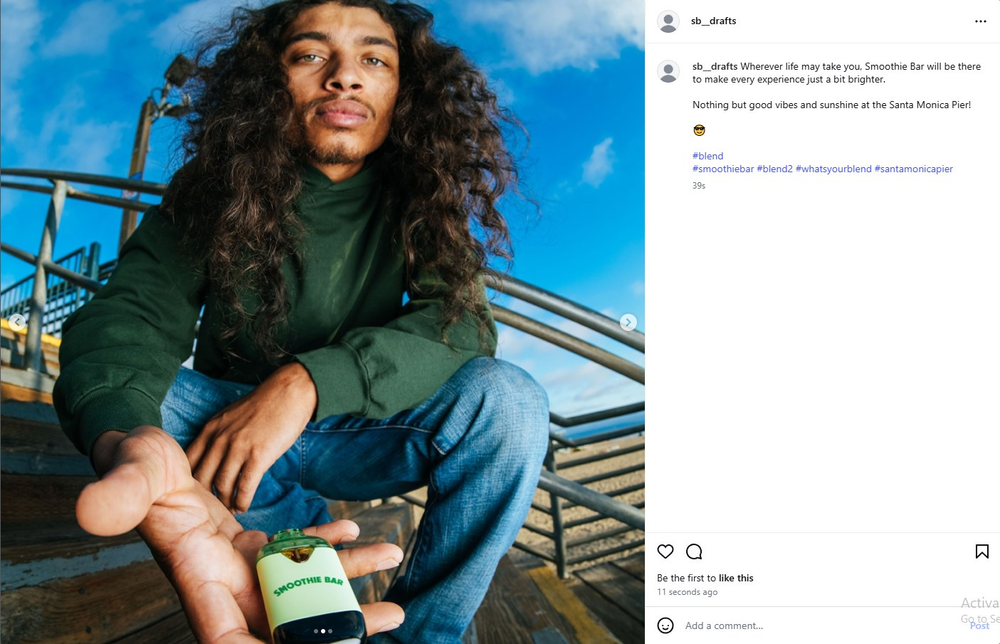 SMOOTHIE BAR
sb__drafts
sb__drafts Wherever life may take you, Smoothie Bar will be there
to make every experience just a bit brighter.
Nothing but good vibes and sunshine at the Santa Monica Pier!
😎
#blend
#smoothiebar #blend2 #whatsyourblend #santamonicapier
39s
Be the first to like this
11 seconds ago
Activa
Go to Se
Add a comment...
Post